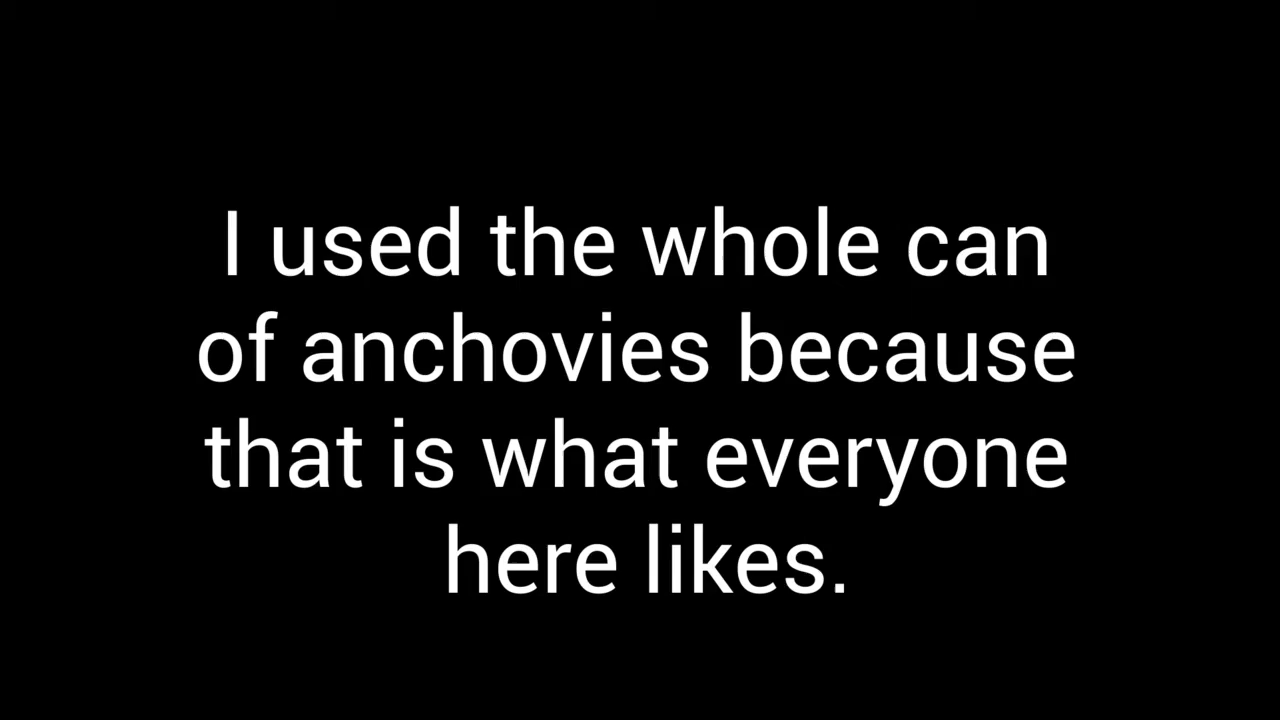 I used the whole can
of anchovies because
that is what everyone
here likes.